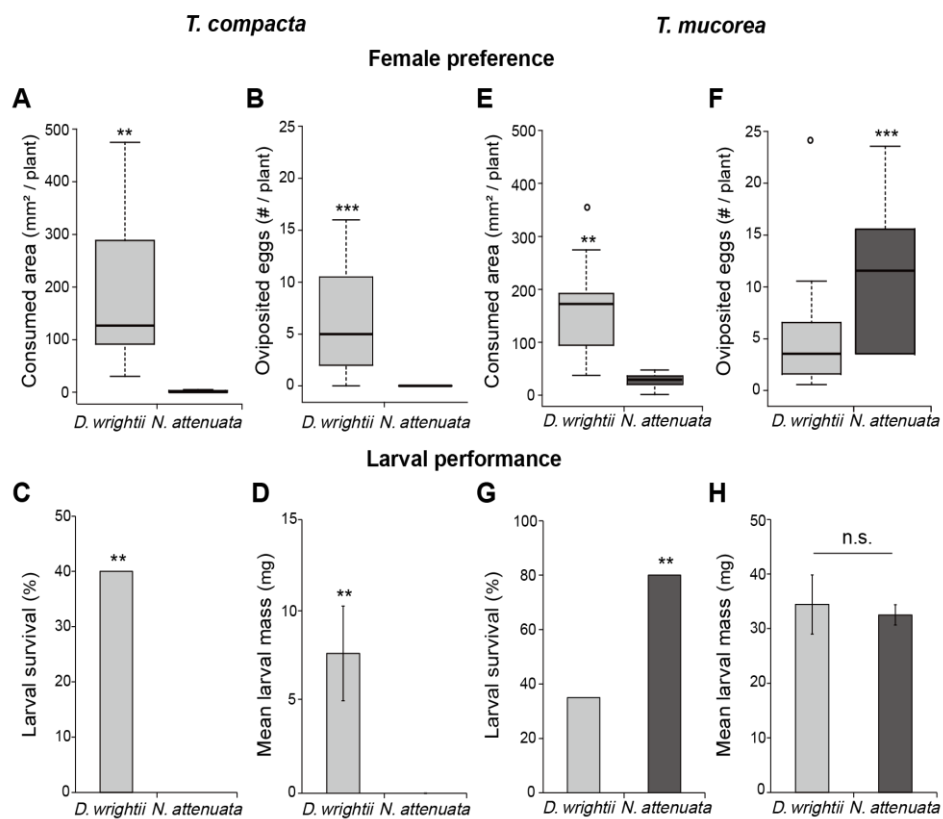 T. compacta
T. mucorea
Female preference
A
B
E
F
Consumed area (mm² / plant)
500
400
300
200
100
0
**
D. wrightii N. attenuata
Oviposited eggs (# / plant)
25
20
15
10
5
0
***
D. wrightii N. attenuata
Consumed area (mm² / plant)
500
400
300
200
100
0
**
D. wrightii N. attenuata
Oviposited eggs (# / plant)
25
20
15
10
5
0
***
D. wrightii N. attenuata
Larval performance
C
D
G
H
Larval survival (%)
50
40
30
20
10
0
**
D. wrightii N. attenuata
Mean larval mass (mg)
15
10
5
0
**
D. wrightii N. attenuata
Larval survival (%)
100
80
60
40
20
0
**
D. wrightii N. attenuata
Mean larval mass (mg)
50
40
30
20
10
0
n.s.
D. wrightii N. attenuata